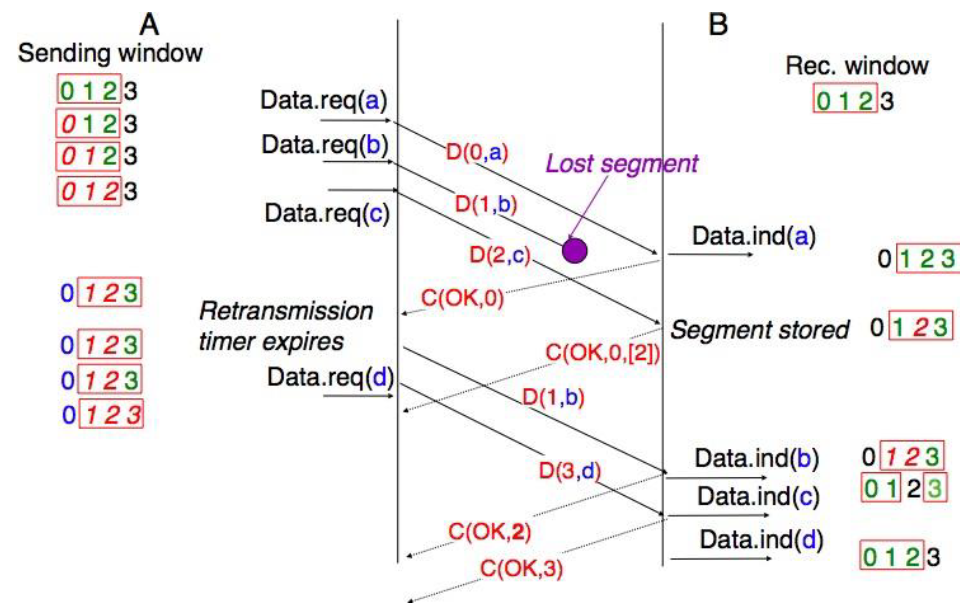 A
B
Sending window
Rec. window
0 1 2 3
0 1 2 3
0 1 2 3
0 1 2 3
0 1 2 3
Data.req(a)
Data.req(b)
Data.req(c)
D(0,a)
D(1,b)
D(2,c)
Lost segment
Data.ind(a)
0 1 2 3
C(OK,0)
0 1 2 3
0 1 2 3
0 1 2 3
0 1 2 3
Retransmission
timer expires
Segment stored
0 1 2 3
C(OK,0,[2])
Data.req(d)
D(1,b)
D(3,d)
Data.ind(b)
0 1 2 3
Data.ind(c)
0 1 2 3
C(OK,2)
Data.ind(d)
0 1 2 3
C(OK,3)